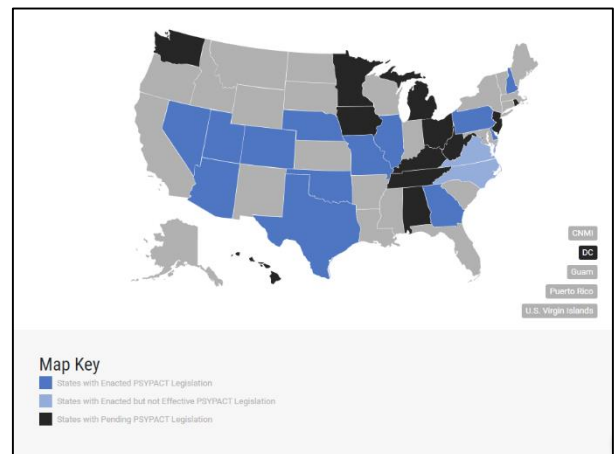 CNMI
DC
Guam
Puerto Rico
U.S. Virgin Islands
Map Key
States with Enacted PSYPACT Legislation
States with Enacted but not Effective PSYPACT Legislation
States with Pending PSYPACT Legislation